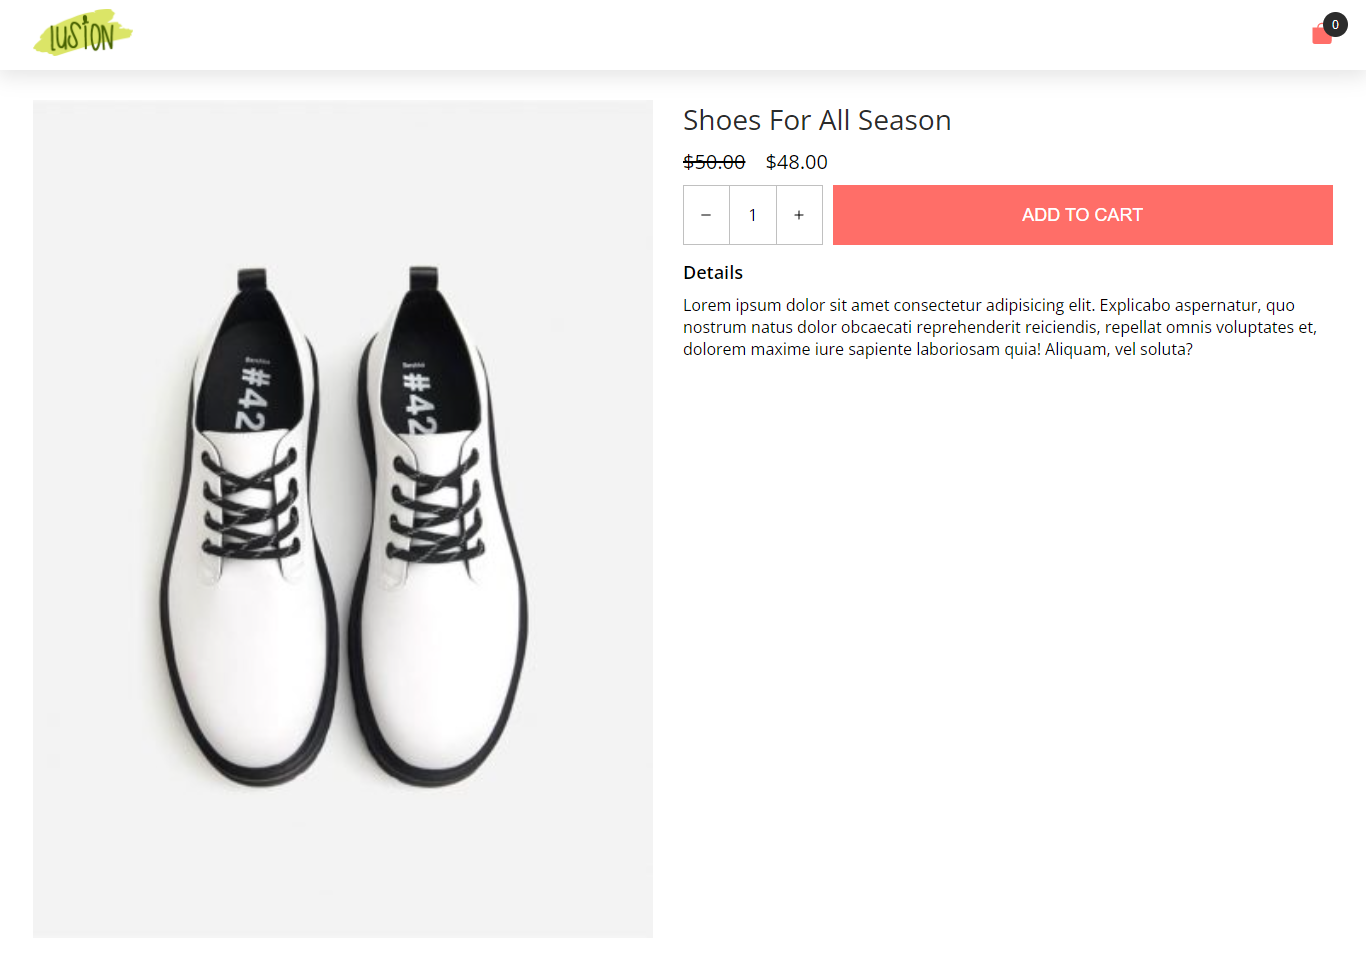 LUSION
0
Shoes For All Season
$50.00 $48.00
− 1 +
ADD TO CART
Details
Lorem ipsum dolor sit amet consectetur adipisicing elit. Explicabo aspernatur, quo
nostrum natus dolor obcaecati reprehenderit reiciendis, repellat omnis voluptates et,
dolorem maxime iure sapiente laboriosam quia! Aliquam, vel soluta?
Bershka
#42
Bershka
#42